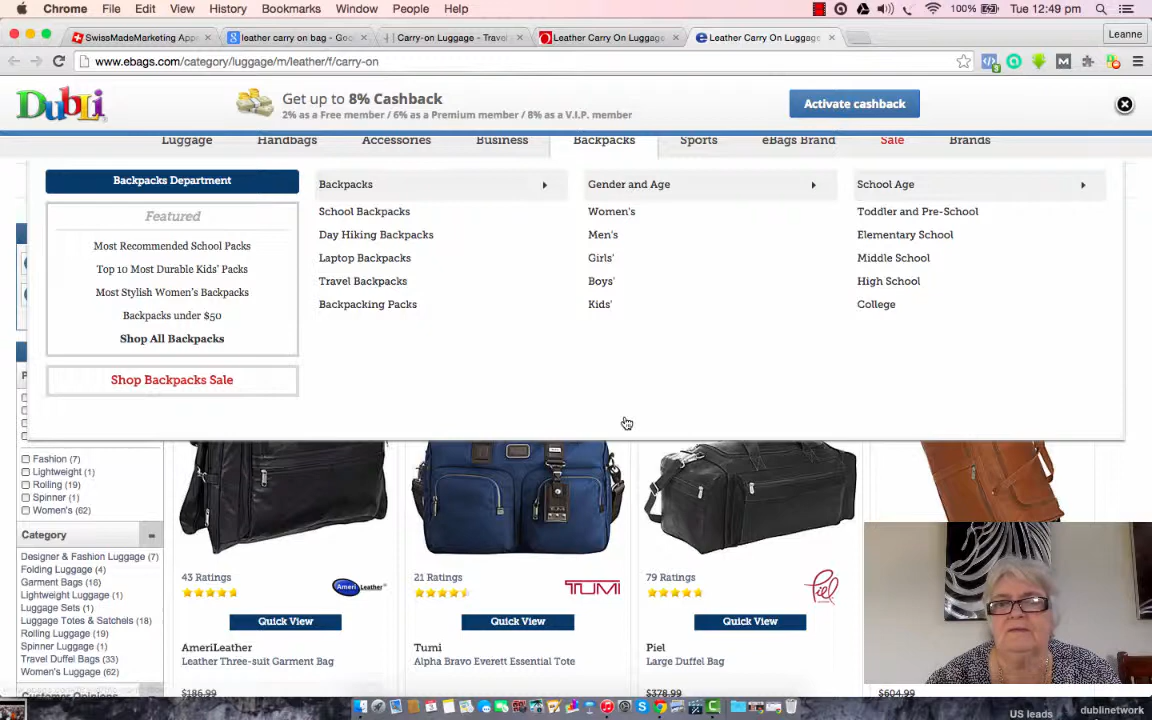 Chrome File Edit View History Bookmarks Window People Help 100% Tue 12:49 pm
SwissMadeMarketing App leather carry on bag - Goo Carry-on Luggage - Travel Leather Carry On Luggage Leather Carry On Luggage Leanne
www.ebags.com/category/luggage/m/leather/f/carry-on
DubLi
Get up to 8% Cashback
2% as a Free member / 6% as a Premium member / 8% as a V.I.P. member
Activate cashback
Luggage Handbags Accessories Business Backpacks Sports eBags Brand Sale Brands
Backpacks Department
Featured
Most Recommended School Packs
Top 10 Most Durable Kids' Packs
Most Stylish Women's Backpacks
Backpacks under $50
Shop All Backpacks
Shop Backpacks Sale
Backpacks
School Backpacks
Day Hiking Backpacks
Laptop Backpacks
Travel Backpacks
Backpacking Packs
Gender and Age
Women's
Men's
Girls'
Boys'
Kids'
School Age
Toddler and Pre-School
Elementary School
Middle School
High School
College
Fashion (7)
Lightweight (1)
Rolling (19)
Spinner (1)
Women's (62)
Category
Designer & Fashion Luggage (7)
Folding Luggage (4)
Garment Bags (16)
Lightweight Luggage (1)
Luggage Sets (1)
Luggage Totes & Satchels (18)
Rolling Luggage (19)
Spinner Luggage (1)
Travel Duffel Bags (33)
Women's Luggage (62)
Customer Opinions
43 Ratings
AmeriLeather
Quick View
AmeriLeather
Leather Three-suit Garment Bag
$186.99
21 Ratings
TUMI
Quick View
Tumi
Alpha Bravo Everett Essential Tote
79 Ratings
Piel
Quick View
Piel
Large Duffel Bag
$378.99
$604.99
US leads
dublinetwork